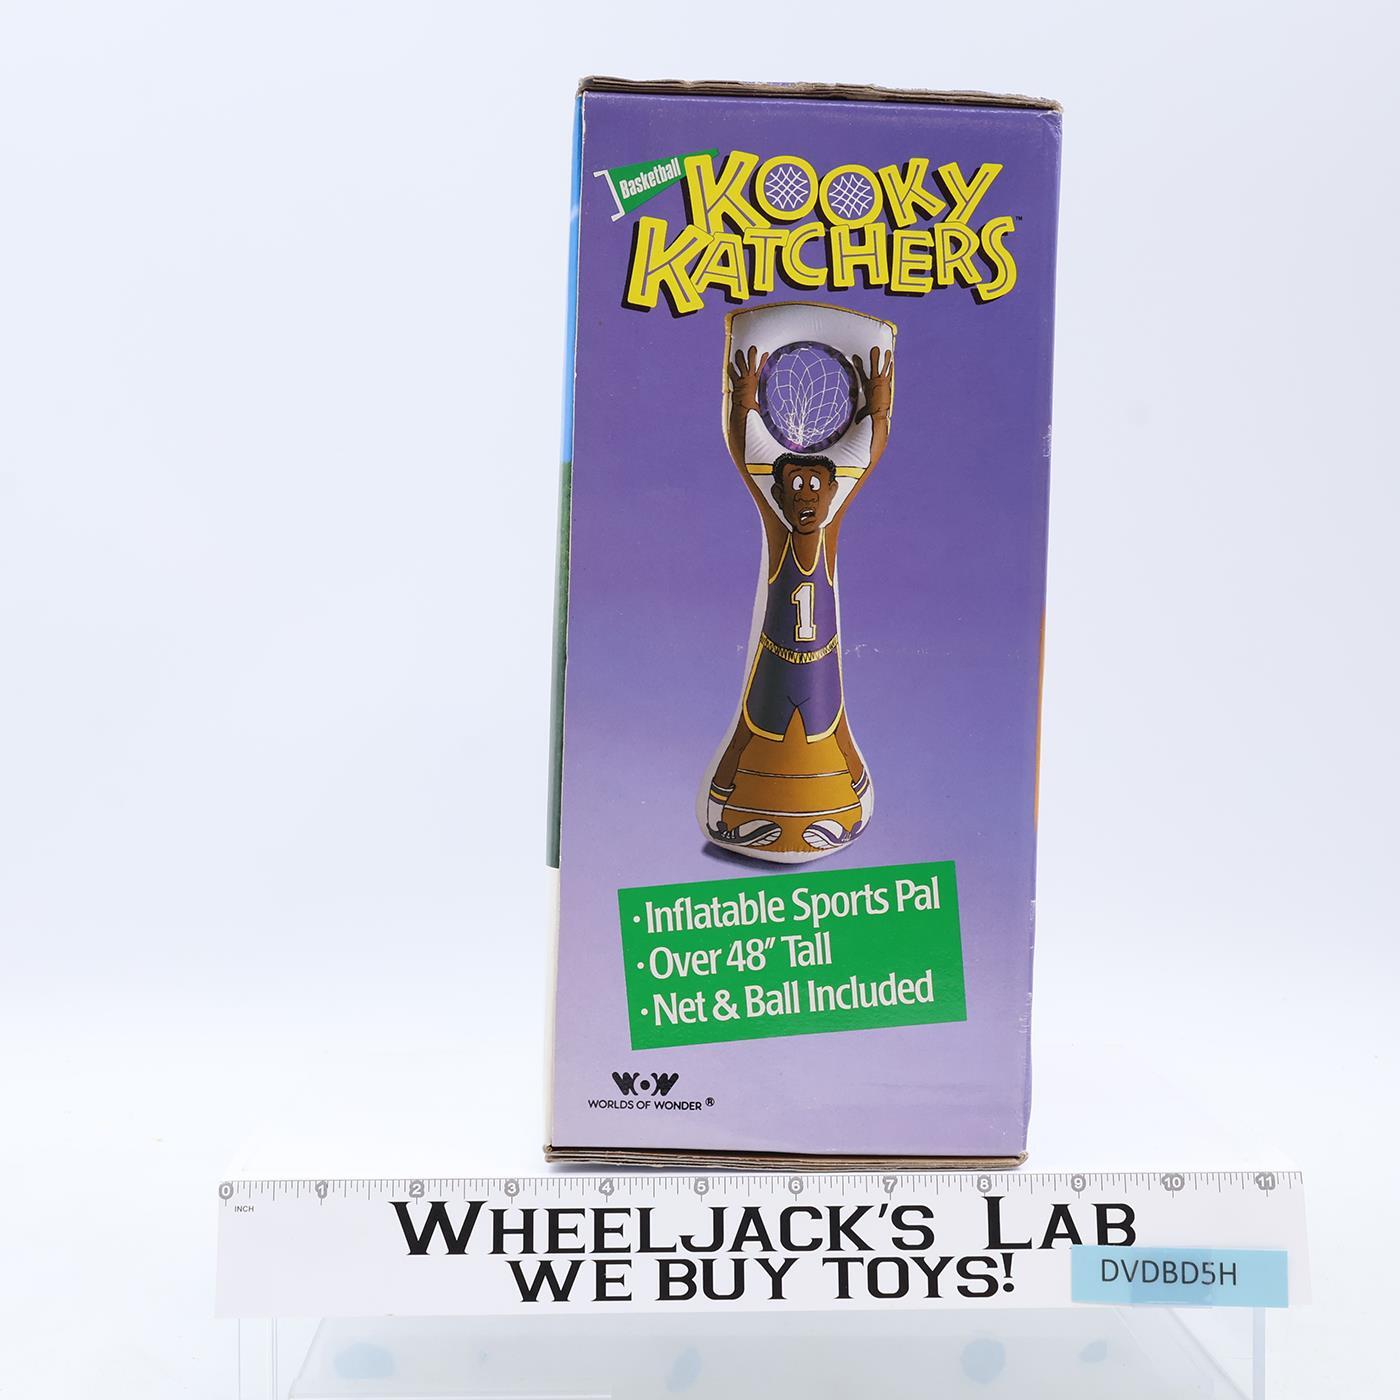 Basketball
KOOKY
KATCHERS™
1
• Inflatable Sports Pal
• Over 48" Tall
• Net & Ball Included
WOW
WORLDS OF WONDER ®
0 1 2 3 4 5 6 7 8 9 10 11
INCH
WHEELJACK'S LAB
WE BUY TOYS!
DVDBD5H